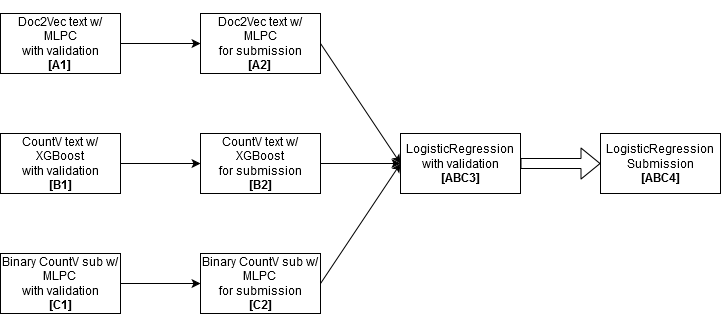 Doc2Vec text w/
MLPC
with validation
[A1]
Doc2Vec text w/
MLPC
for submission
[A2]
CountV text w/
XGBoost
with validation
[B1]
CountV text w/
XGBoost
for submission
[B2]
LogisticRegression
with validation
[ABC3]
LogisticRegression
Submission
[ABC4]
Binary CountV sub w/
MLPC
with validation
[C1]
Binary CountV sub w/
MLPC
for submission
[C2]